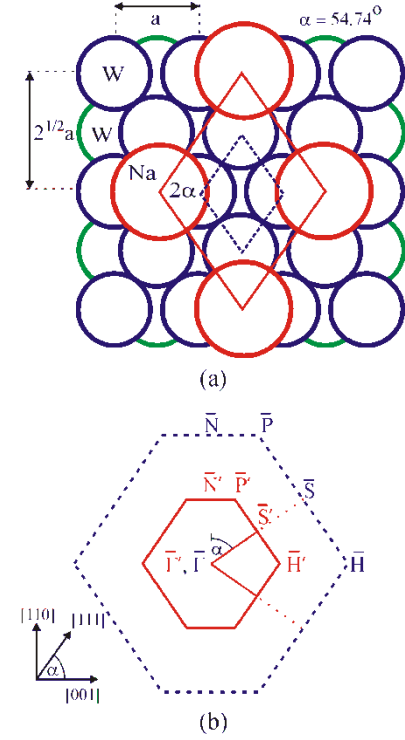 a
α = 54.74°
W
2^{1/2}a
W
Na
2α
(a)
N̄ P̄
N̄' P̄'
S̄
S̄'
α
Γ̄', Γ̄
H̄' H̄
[110]
[111]
α
[001]
(b)